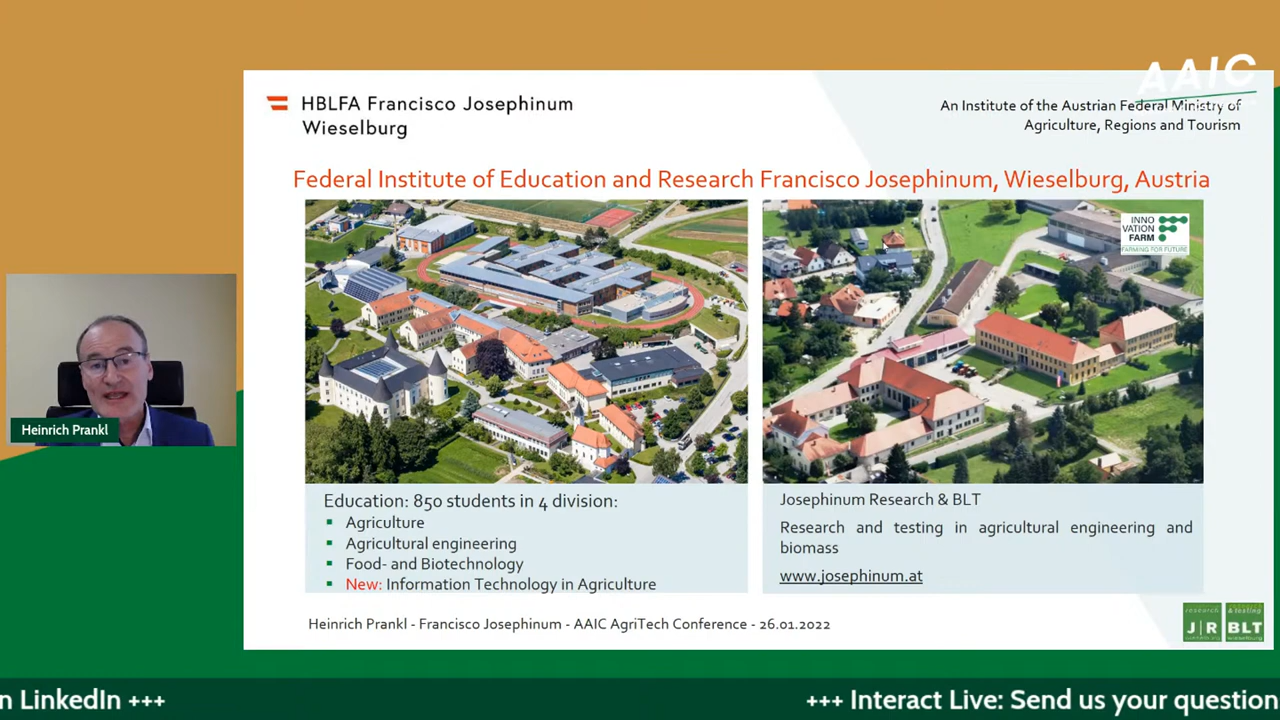 AAIC
HBLFA Francisco Josephinum
Wieselburg
An Institute of the Austrian Federal Ministry of
Agriculture, Regions and Tourism
Federal Institute of Education and Research Francisco Josephinum, Wieselburg, Austria
INNO
VATION
FARM
FARMING FOR FUTURE
Heinrich Prankl
Education: 850 students in 4 division:
Agriculture
Agricultural engineering
Food- and Biotechnology
New: Information Technology in Agriculture
Josephinum Research & BLT
Research and testing in agricultural engineering and
biomass
www.josephinum.at
Heinrich Prankl - Francisco Josephinum - AAIC AgriTech Conference - 26.01.2022
research & testing
J|R BLT
n LinkedIn +++
+++ Interact Live: Send us your question